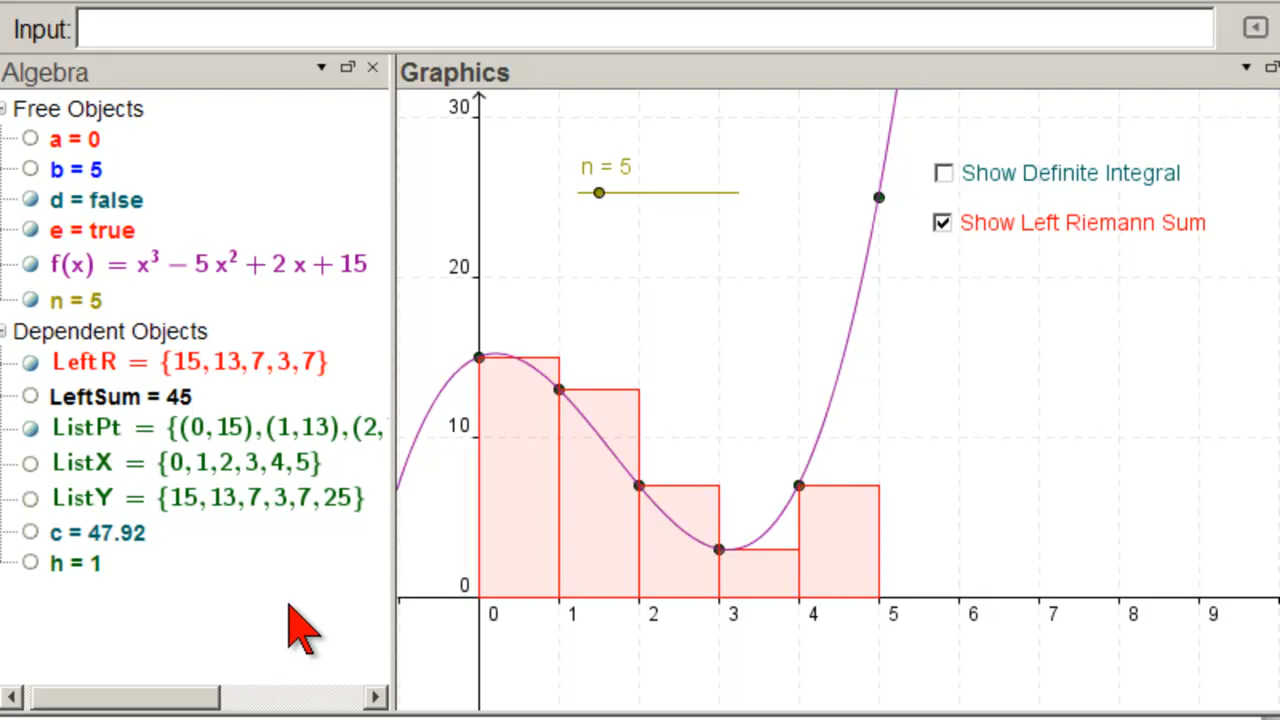 Input:
Algebra
Graphics
Free Objects
a = 0
b = 5
d = false
e = true
f(x) = x³ − 5 x² + 2 x + 15
n = 5
Dependent Objects
LeftR = {15, 13, 7, 3, 7}
LeftSum = 45
ListPt = {(0, 15), (1, 13), (2,
ListX = {0, 1, 2, 3, 4, 5}
ListY = {15, 13, 7, 3, 7, 25}
c = 47.92
h = 1
n = 5
Show Definite Integral
Show Left Riemann Sum
30
20
10
0
0 1 2 3 4 5 6 7 8 9